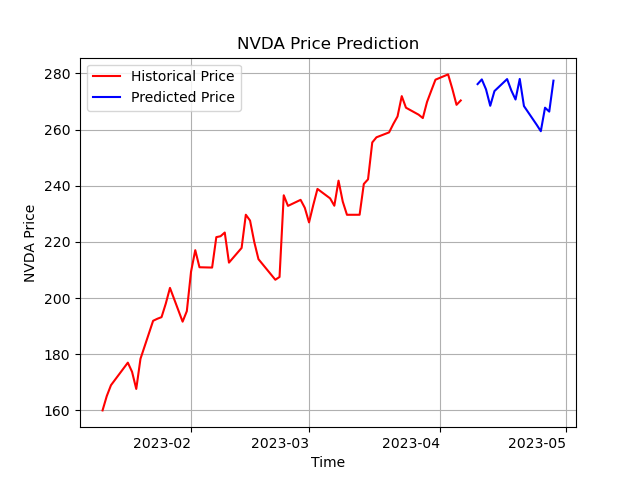 NVDA Price Prediction
Historical Price
Predicted Price
280
260
240
220
200
180
160
NVDA Price
2023-02
2023-03
2023-04
2023-05
Time